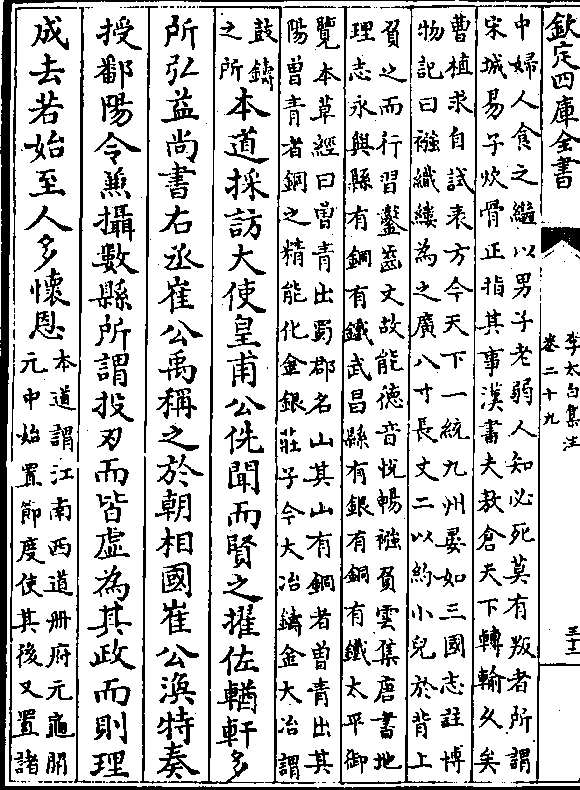 欽定四庫全書
李太白集注
卷二十九
中婦人食之繼以男子老弱人知必死莫有叛者所謂
宋城易子炊骨正指其事漢書夫敖倉天下轉輸久矣
曹植求自試表方今天下一統九州晏如三國志註博
物記曰襁織縷為之廣八寸長丈二以約小兒於背上
負之而行習鑿齒文故能德音悅暢襁負雲集唐書地
理志永興縣有銅有鐵武昌縣有銀有銅有鐵太平御
覽本草經曰曽青出蜀郡名山其山有銅者曽青出其
陽曽青者銅之精能化金銀莊子今大冶鑄金大冶謂
鼓鑄
之所
本道採訪大使皇甫公侁聞而賢之擢佐輶軒多
所弘益尚書右丞崔公禹稱之於朝相國崔公渙特奏
授鄱陽令兼攝數縣所謂投刃而皆虛為其政而則理
成去若始至人多懷恩
本道謂江南西道冊府元龜開
元中始置節度使其後又置諸